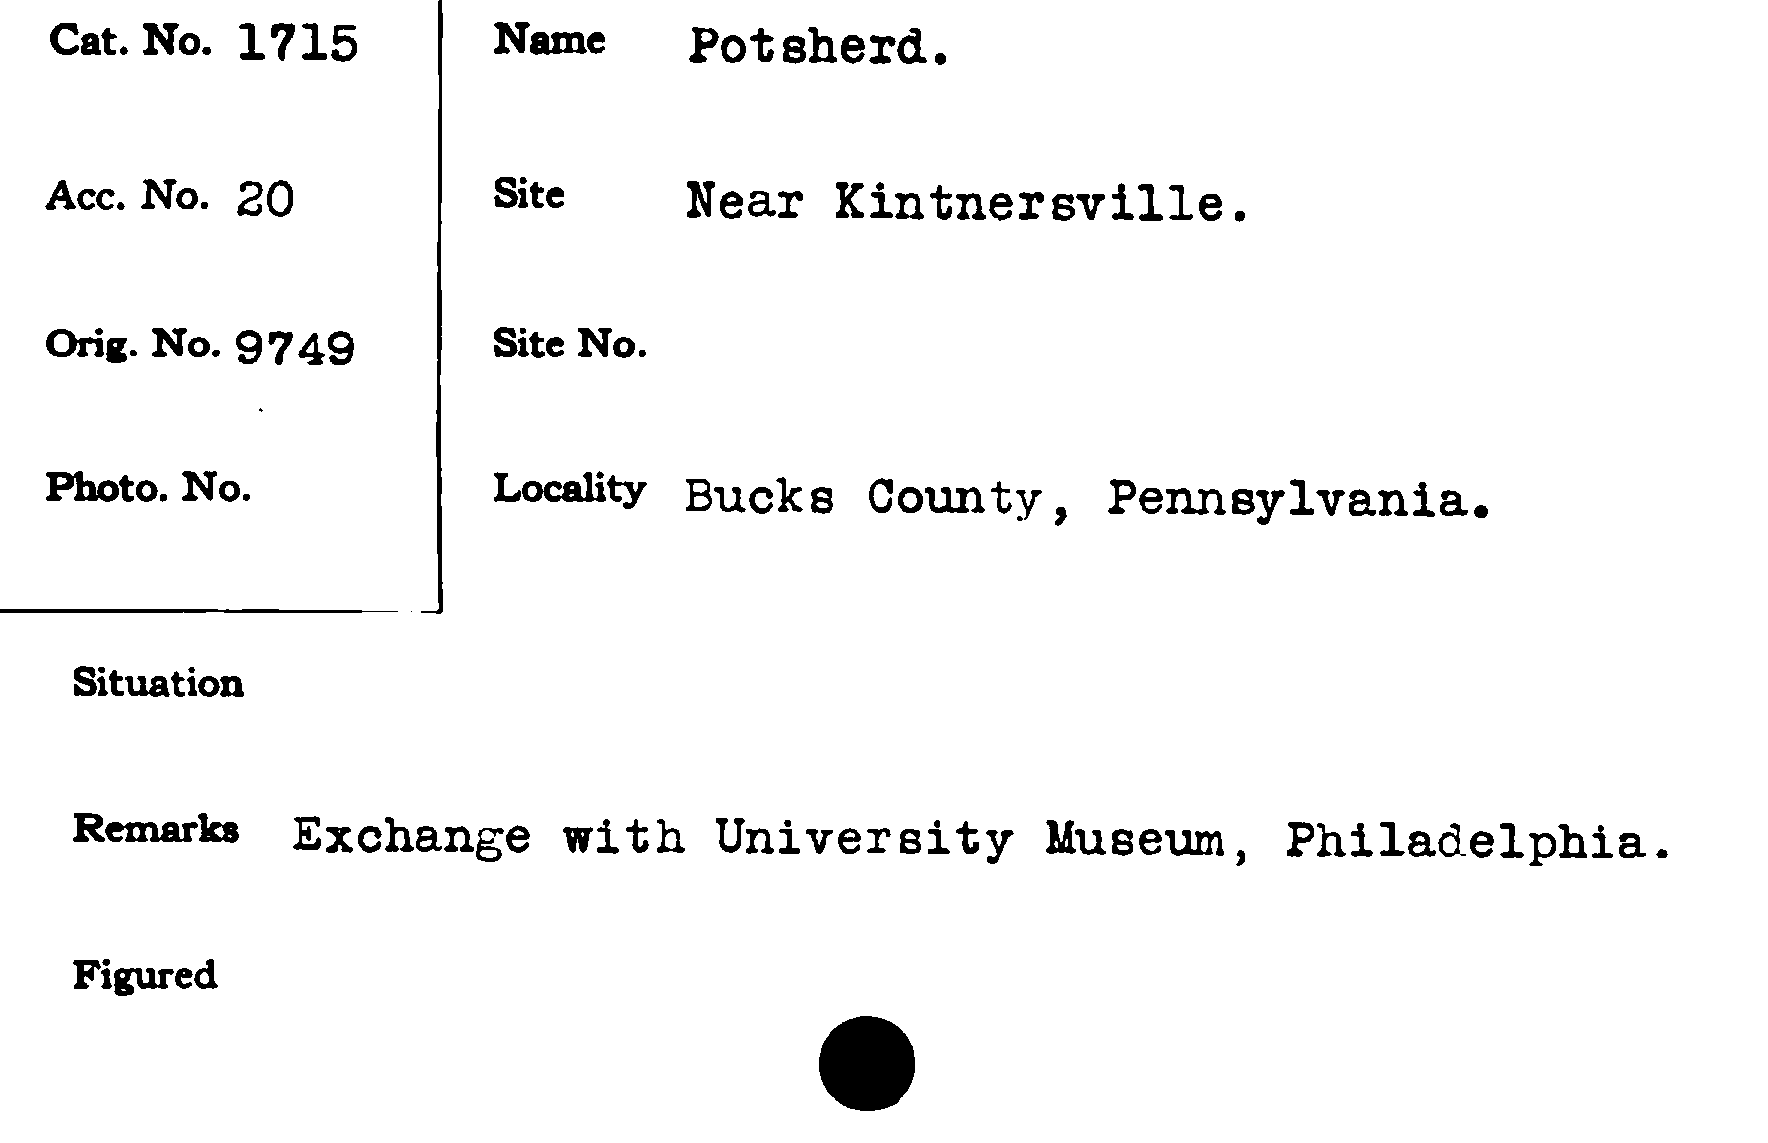 Cat. No. 1715
Name Potsherd.
Acc. No. 20
Site Near Kintnersville.
Orig. No. 9749
Site No.
Photo. No.
Locality Bucks County, Pennsylvania.
Situation
Remarks Exchange with University Museum, Philadelphia.
Figured